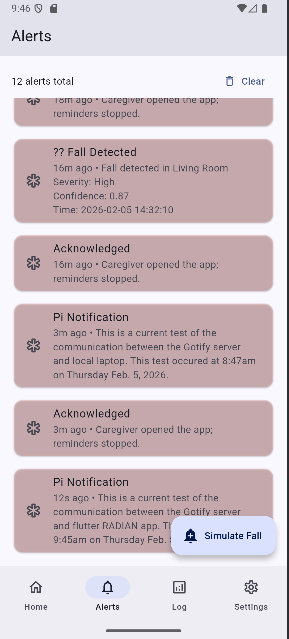 9:46
Alerts
12 alerts total
Clear
18m ago • Caregiver opened the app;
reminders stopped.
?? Fall Detected
16m ago • Fall detected in Living Room
Severity: High
Confidence: 0.87
Time: 2026-02-05 14:32:10
Acknowledged
16m ago • Caregiver opened the app;
reminders stopped.
Pi Notification
3m ago • This is a current test of the
communication between the Gotify server
and local laptop. This test occured at 8:47am
on Thursday Feb. 5, 2026.
Acknowledged
3m ago • Caregiver opened the app;
reminders stopped.
Pi Notification
12s ago • This is a current test of the
communication between the Gotify server
and flutter RADIAN app.
9:45am on Thursday Feb.
Simulate Fall
Home
Alerts
Log
Settings